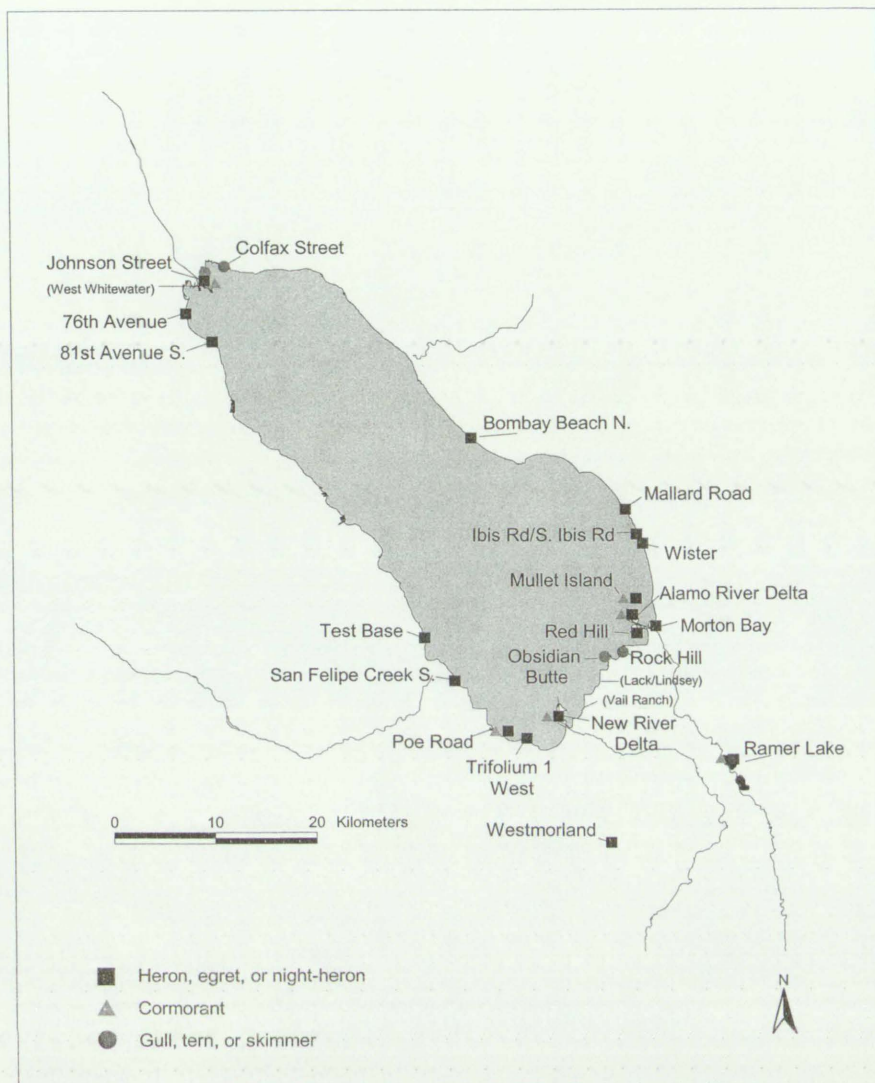 Colfax Street
Johnson Street
(West Whitewater)
76th Avenue
81st Avenue S.
Bombay Beach N.
Mallard Road
Ibis Rd/S. Ibis Rd
Wister
Mullet Island
Alamo River Delta
Test Base
Red Hill
Morton Bay
Obsidian
Butte
Rock Hill
San Felipe Creek S.
(Lack/Lindsey)
(Vail Ranch)
New River
Delta
Poe Road
Ramer Lake
Trifolium 1
West
0 10 20 Kilometers
Westmorland
Heron, egret, or night-heron
Cormorant
Gull, tern, or skimmer
N